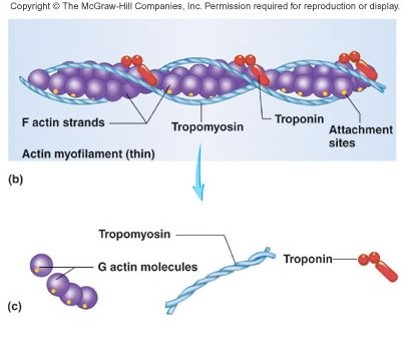 Copyright © The McGraw-Hill Companies, Inc. Permission required for reproduction or display.
F actin strands
Tropomyosin
Troponin
Attachment
sites
Actin myofilament (thin)
(b)
Tropomyosin
G actin molecules
Troponin
(c)